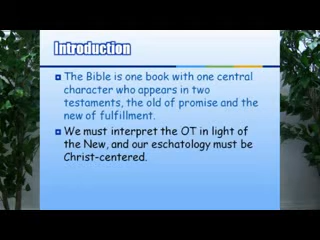 Introduction
The Bible is one book with one central
character who appears in two
testaments, the old of promise and the
new of fulfillment.
We must interpret the OT in light of
the New, and our eschatology must be
Christ-centered.